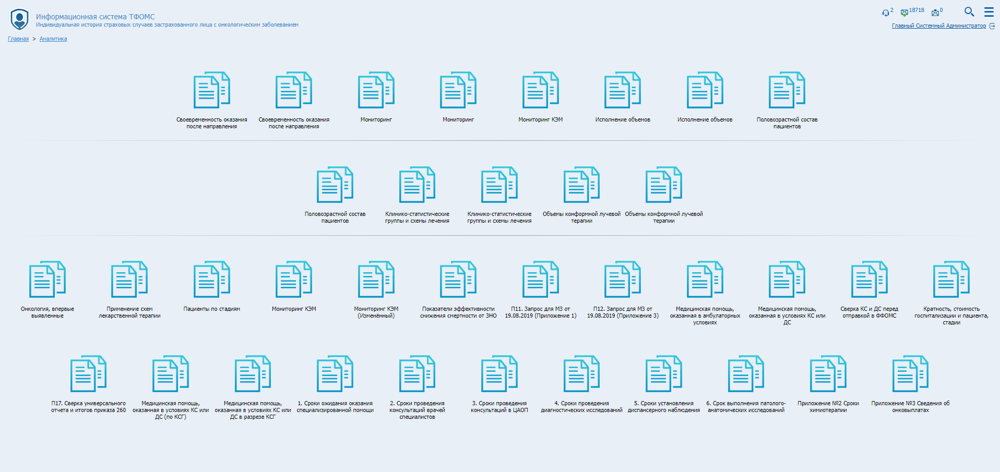 Информационная система ТФОМС
Индивидуальная история страховых случаев застрахованного лица с онкологическим заболеванием
2 18718 0
Главный Системный Администратор
Главная > Аналитика
Своевременность оказания
после направления
Своевременность оказания
после направления
Мониторинг
Мониторинг
Мониторинг КЭМ
Исполнение объемов
Исполнение объемов
Половозрастной состав
пациентов
Половозрастной состав
пациентов
Клинико-статистические
группы и схемы лечения
Клинико-статистические
группы и схемы лечения
Объемы конформной лучевой
терапии
Объемы конформной лучевой
терапии
Онкология, впервые
выявленные
Применение схем
лекарственной терапии
Пациенты по стадиям
Мониторинг КЭМ
Мониторинг КЭМ
(Изменённый)
Показатели эффективности
снижения смертности от ЗНО
П11. Запрос для МЗ от
19.08.2019 (Приложение 1)
П12. Запрос для МЗ от
19.08.2019 (Приложение 3)
Медицинская помощь,
оказанная в амбулаторных
условиях
Медицинская помощь,
оказанная в условиях КС или
ДС
Сверка КС и ДС перед
отправкой в ФФОМС
Кратность, стоимость
госпитализации и пациента,
стадии
П17. Сверка универсального
отчета и итогов приказа 260
Медицинская помощь,
оказанная в условиях КС или
ДС (по КСГ)
Медицинская помощь,
оказанная в условиях КС или
ДС в разрезе КСГ
1. Сроки ожидания оказания
специализированной помощи
2. Сроки проведения
консультаций врачей
специалистов
3. Сроки проведения
консультаций в ЦАОП
4. Сроки проведения
диагностических исследований
5. Сроки установления
диспансерного наблюдения
6. Срок выполнения патолого-
анатомических исследований
Приложение №2 Сроки
химиотерапии
Приложение №3 Сведения об
онковыплатах